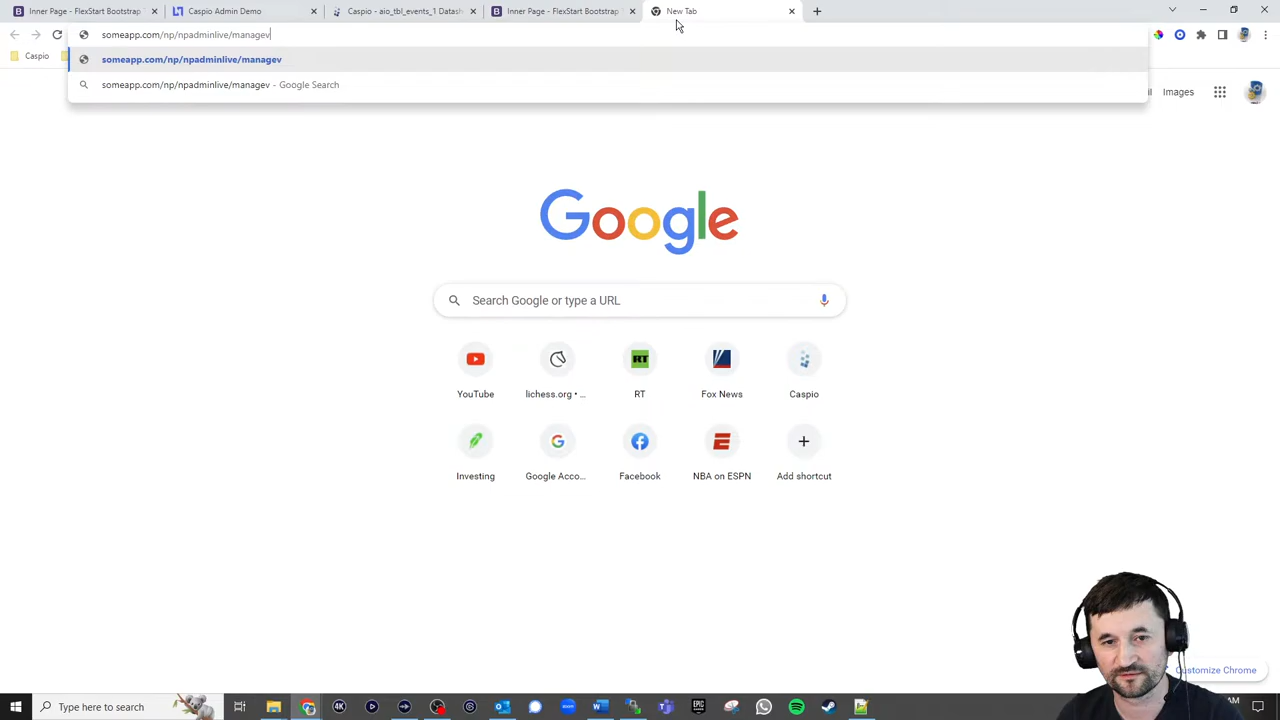 Inner Page - FlexStart Bootstrap
Caspio Admin Demo
Caspio - aio_tbl_events_1 Datash
Inner Page - FlexStart Bootstrap
New Tab
someapp.com/np/npadminlive/managev
Caspio
someapp.com/np/npadminlive/managev
someapp.com/np/npadminlive/managev - Google Search
Images
Google
Search Google or type a URL
YouTube
lichess.org • ...
RT
Fox News
Caspio
Investing
Google Acco...
Facebook
NBA on ESPN
Add shortcut
Customize Chrome
Type here to search